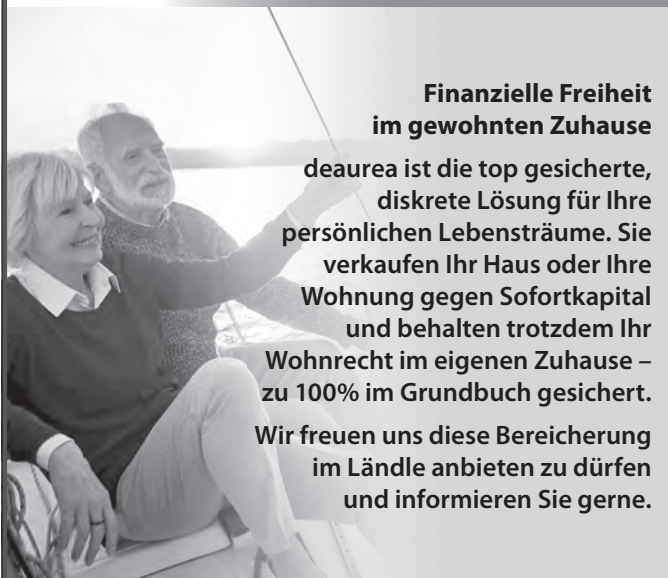 Finanzielle Freiheit
im gewohnten Zuhause
deaurea ist die top gesicherte,
diskrete Lösung für Ihre
persönlichen Lebensträume. Sie
verkaufen Ihr Haus oder Ihre
Wohnung gegen Sofortkapital
und behalten trotzdem Ihr
Wohnrecht im eigenen Zuhause –
zu 100% im Grundbuch gesichert.
Wir freuen uns diese Bereicherung
im Ländle anbieten zu dürfen
und informieren Sie gerne.